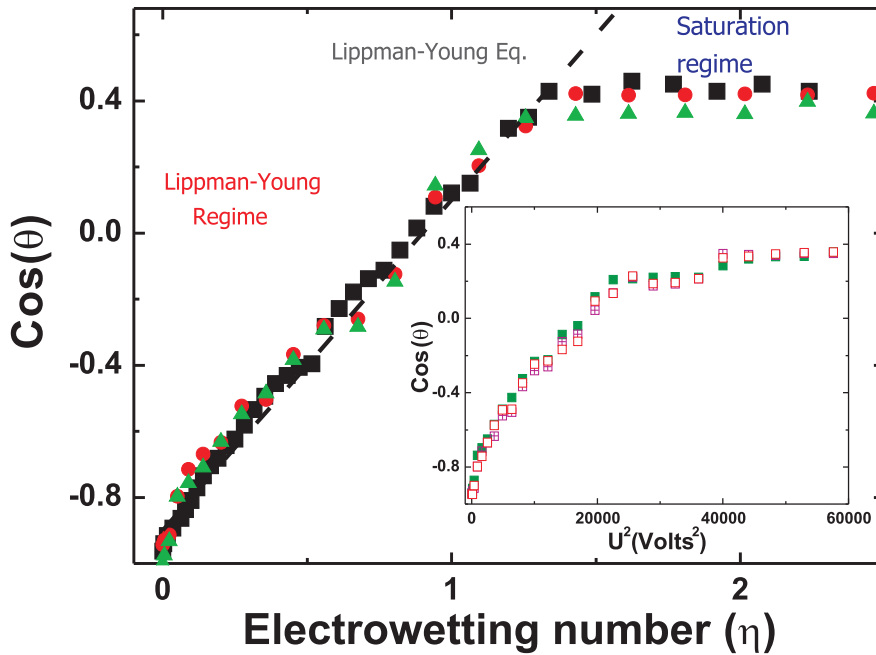 Lippman-Young Eq.
Saturation
regime
Lippman-Young
Regime
Cos(θ)
0.4
0.0
-0.4
-0.8
0
1
2
Electrowetting number (η)
Cos(θ)
0.4
0.0
-0.4
-0.8
0
20000
40000
60000
U²(Volts²)